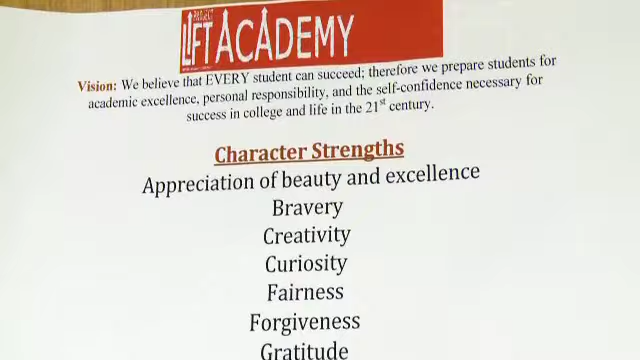 PROJECT
LIFT ACADEMY
Vision: We believe that EVERY student can succeed; therefore we prepare students for
academic excellence, personal responsibility, and the self-confidence necessary for
success in college and life in the 21st century.
Character Strengths
Appreciation of beauty and excellence
Bravery
Creativity
Curiosity
Fairness
Forgiveness
Gratitude